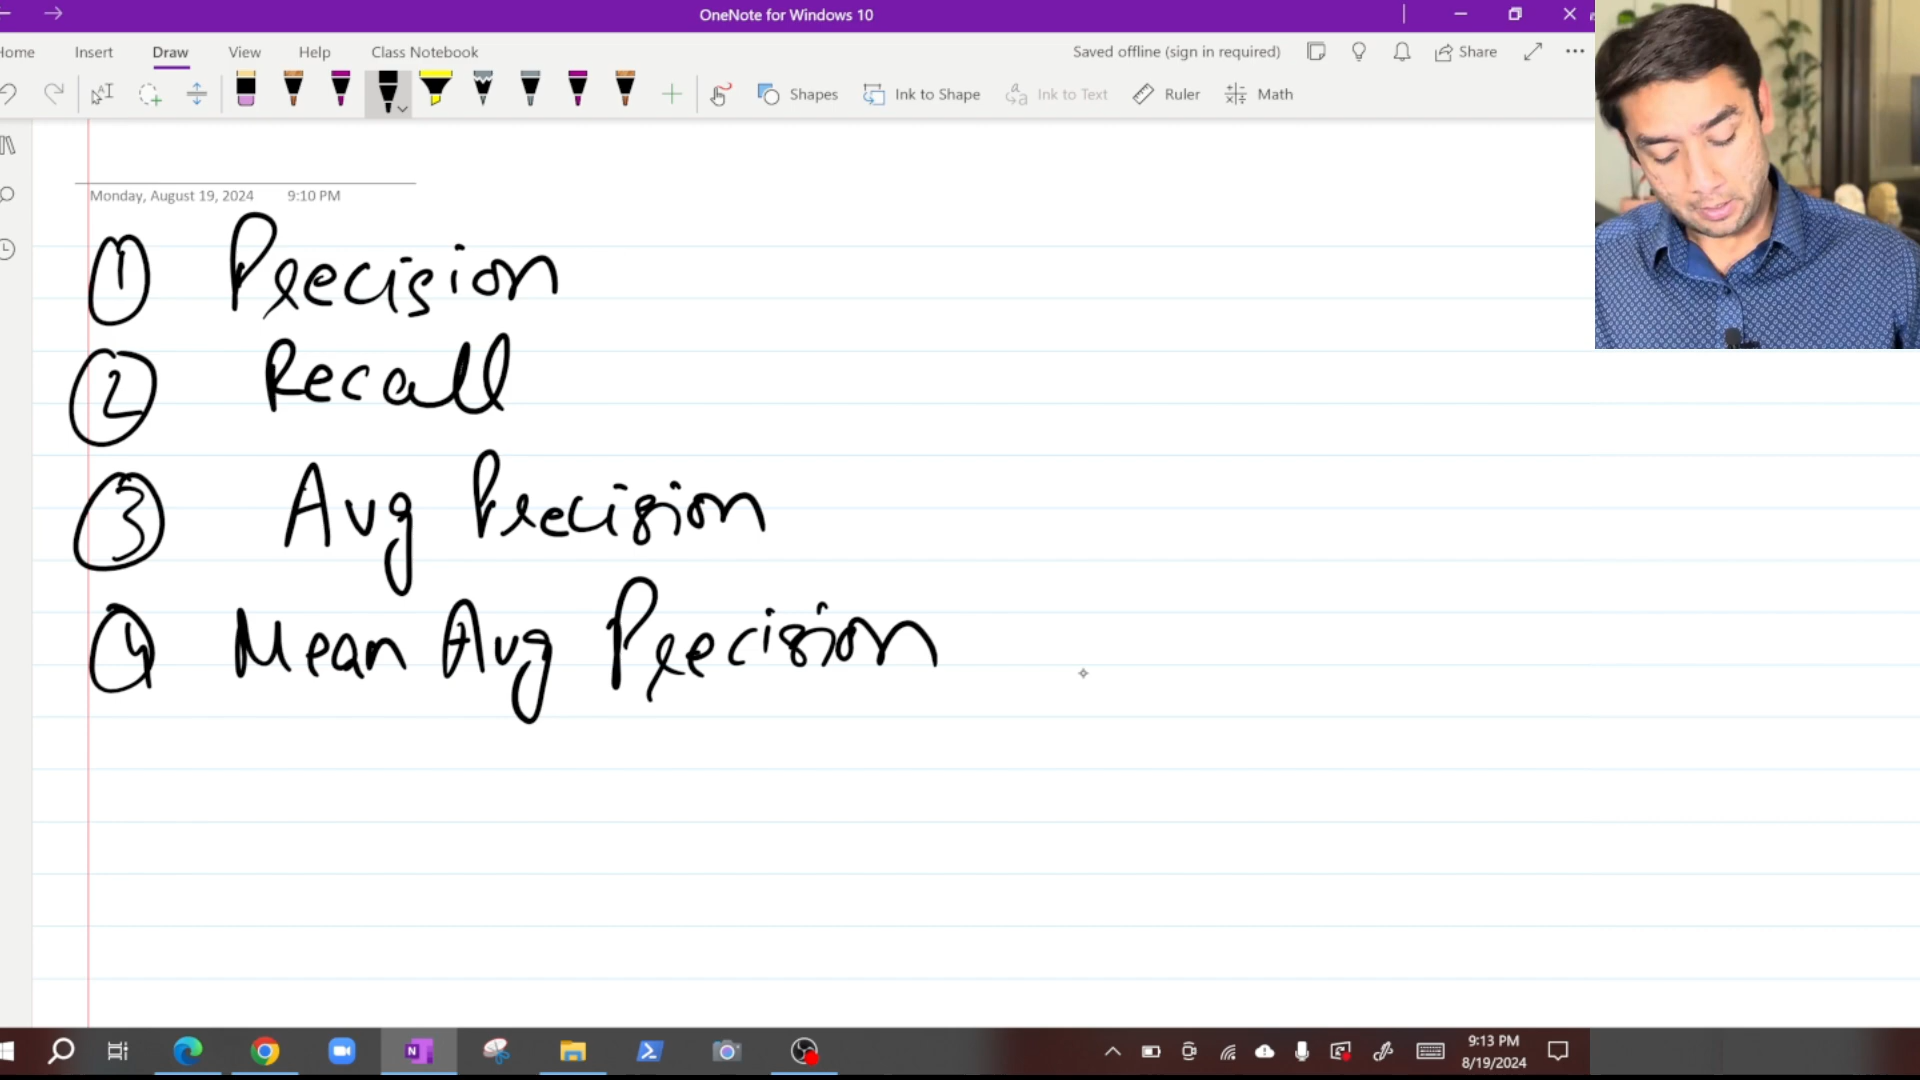 OneNote for Windows 10
Home Insert Draw View Help Class Notebook Saved offline (sign in required) Share
Shapes Ink to Shape Ink to Text Ruler Math
Monday, August 19, 2024 9:10 PM
1 Precision
2 Recall
3 Avg Precision
4 Mean Avg Precision
9:13 PM
8/19/2024